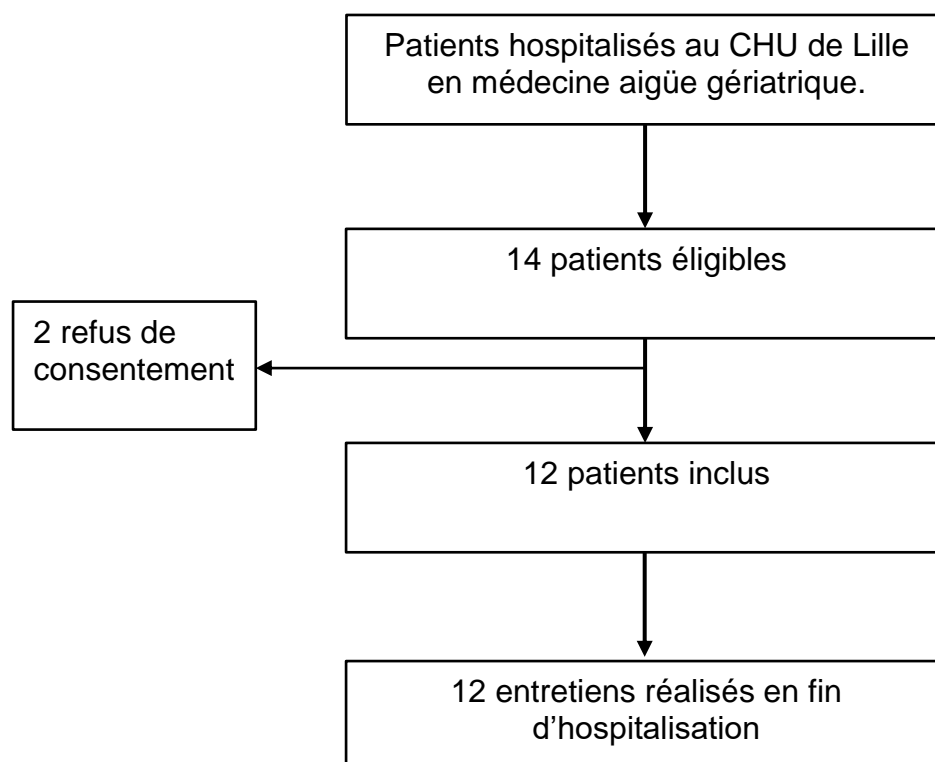 Patients hospitalisés au CHU de Lille
en médecine aigüe gériatrique.
14 patients éligibles
2 refus de
consentement
12 patients inclus
12 entretiens réalisés en fin
d’hospitalisation